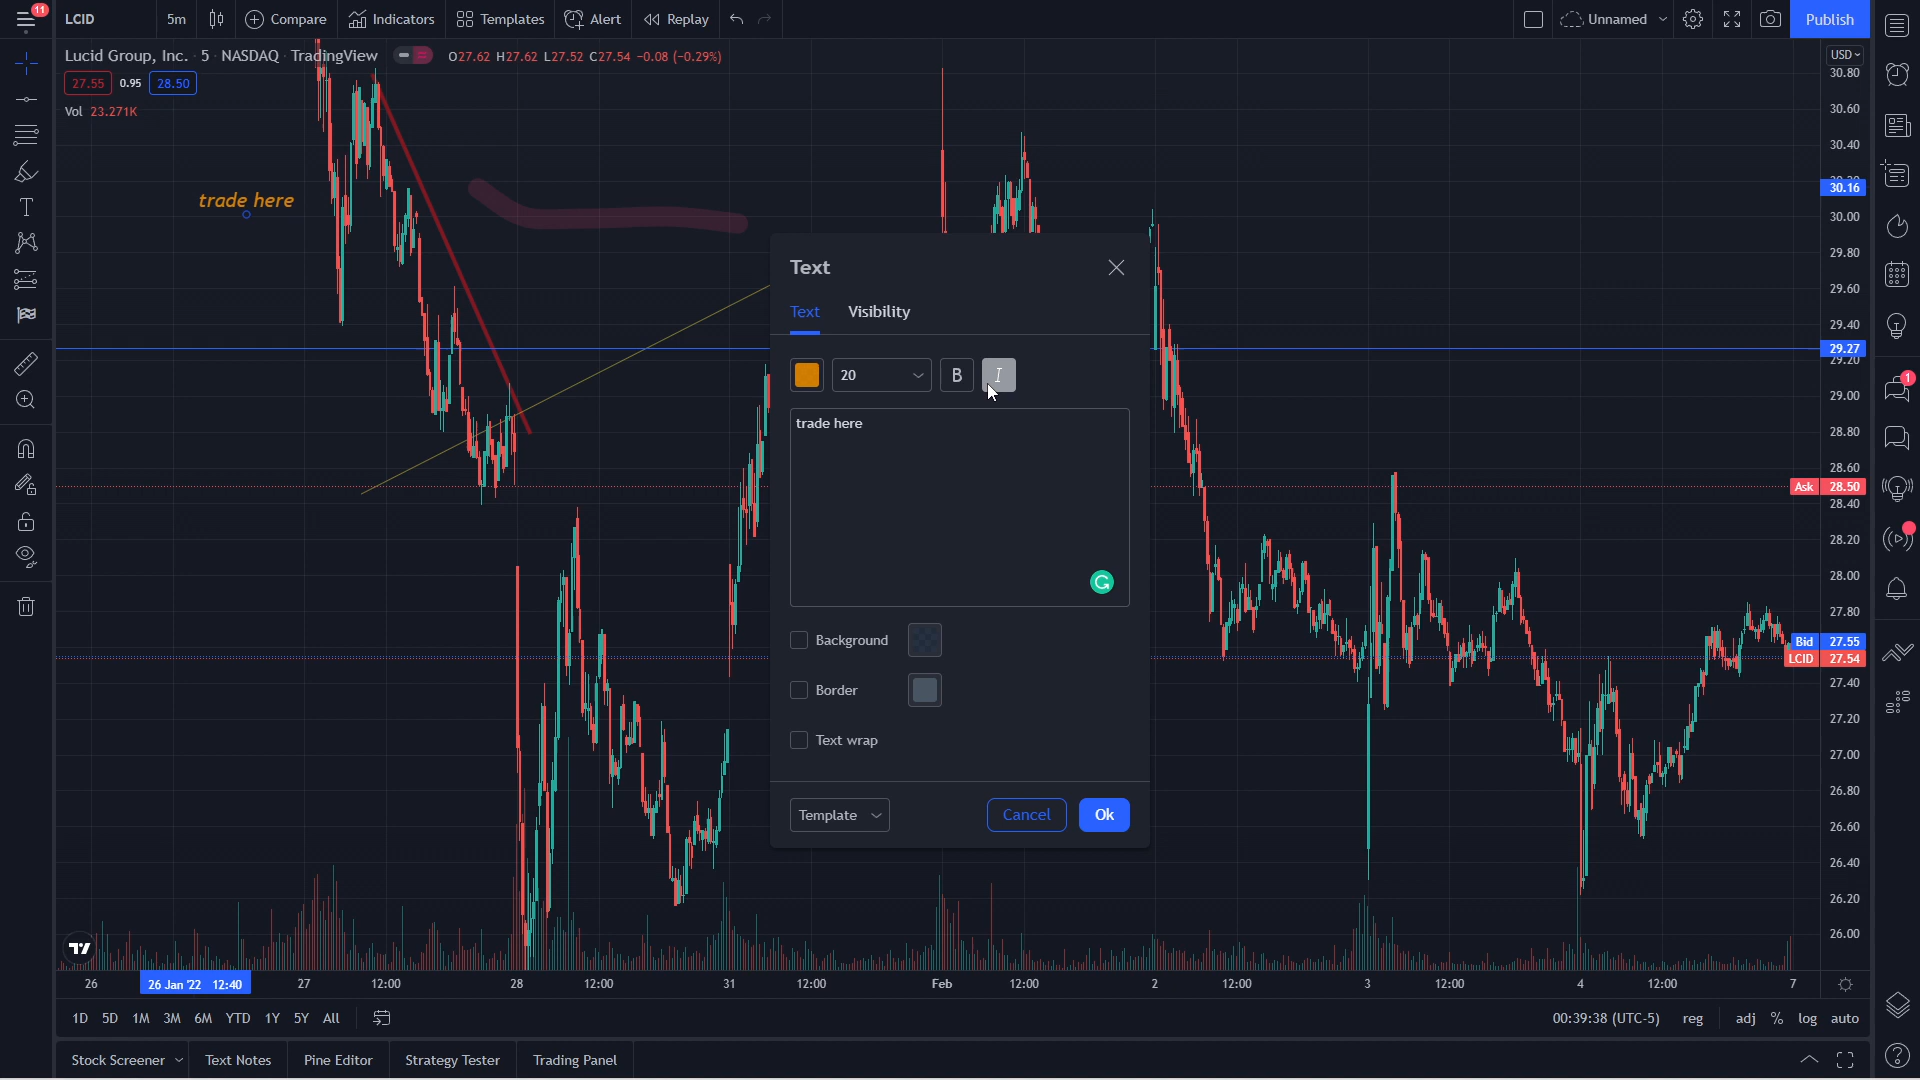 11
LCID
5m
Compare
Indicators
Templates
Alert
Replay
Unnamed
Publish
Lucid Group, Inc. · 5 · NASDAQ · TradingView
O27.62 H27.62 L27.52 C27.54 -0.08 (-0.29%)
27.55 0.95 28.50
Vol 23.271K
USD
30.80
30.60
30.40
30.16
30.00
29.80
29.60
29.40
29.27
29.20
29.00
28.80
28.60
Ask 28.50
28.40
28.20
28.00
27.80
Bid 27.55
LCID 27.54
27.40
27.20
27.00
26.80
26.60
26.40
26.20
26.00
1
trade here
Text
Text Visibility
20
B
I
trade here
Background
Border
Text wrap
Template
Cancel
Ok
26 26 Jan '22 12:40 27 12:00 28 12:00 31 12:00 Feb 12:00 2 12:00 3 12:00 4 12:00 7
1D 5D 1M 3M 6M YTD 1Y 5Y All
00:39:38 (UTC-5) reg adj % log auto
Stock Screener
Text Notes
Pine Editor
Strategy Tester
Trading Panel